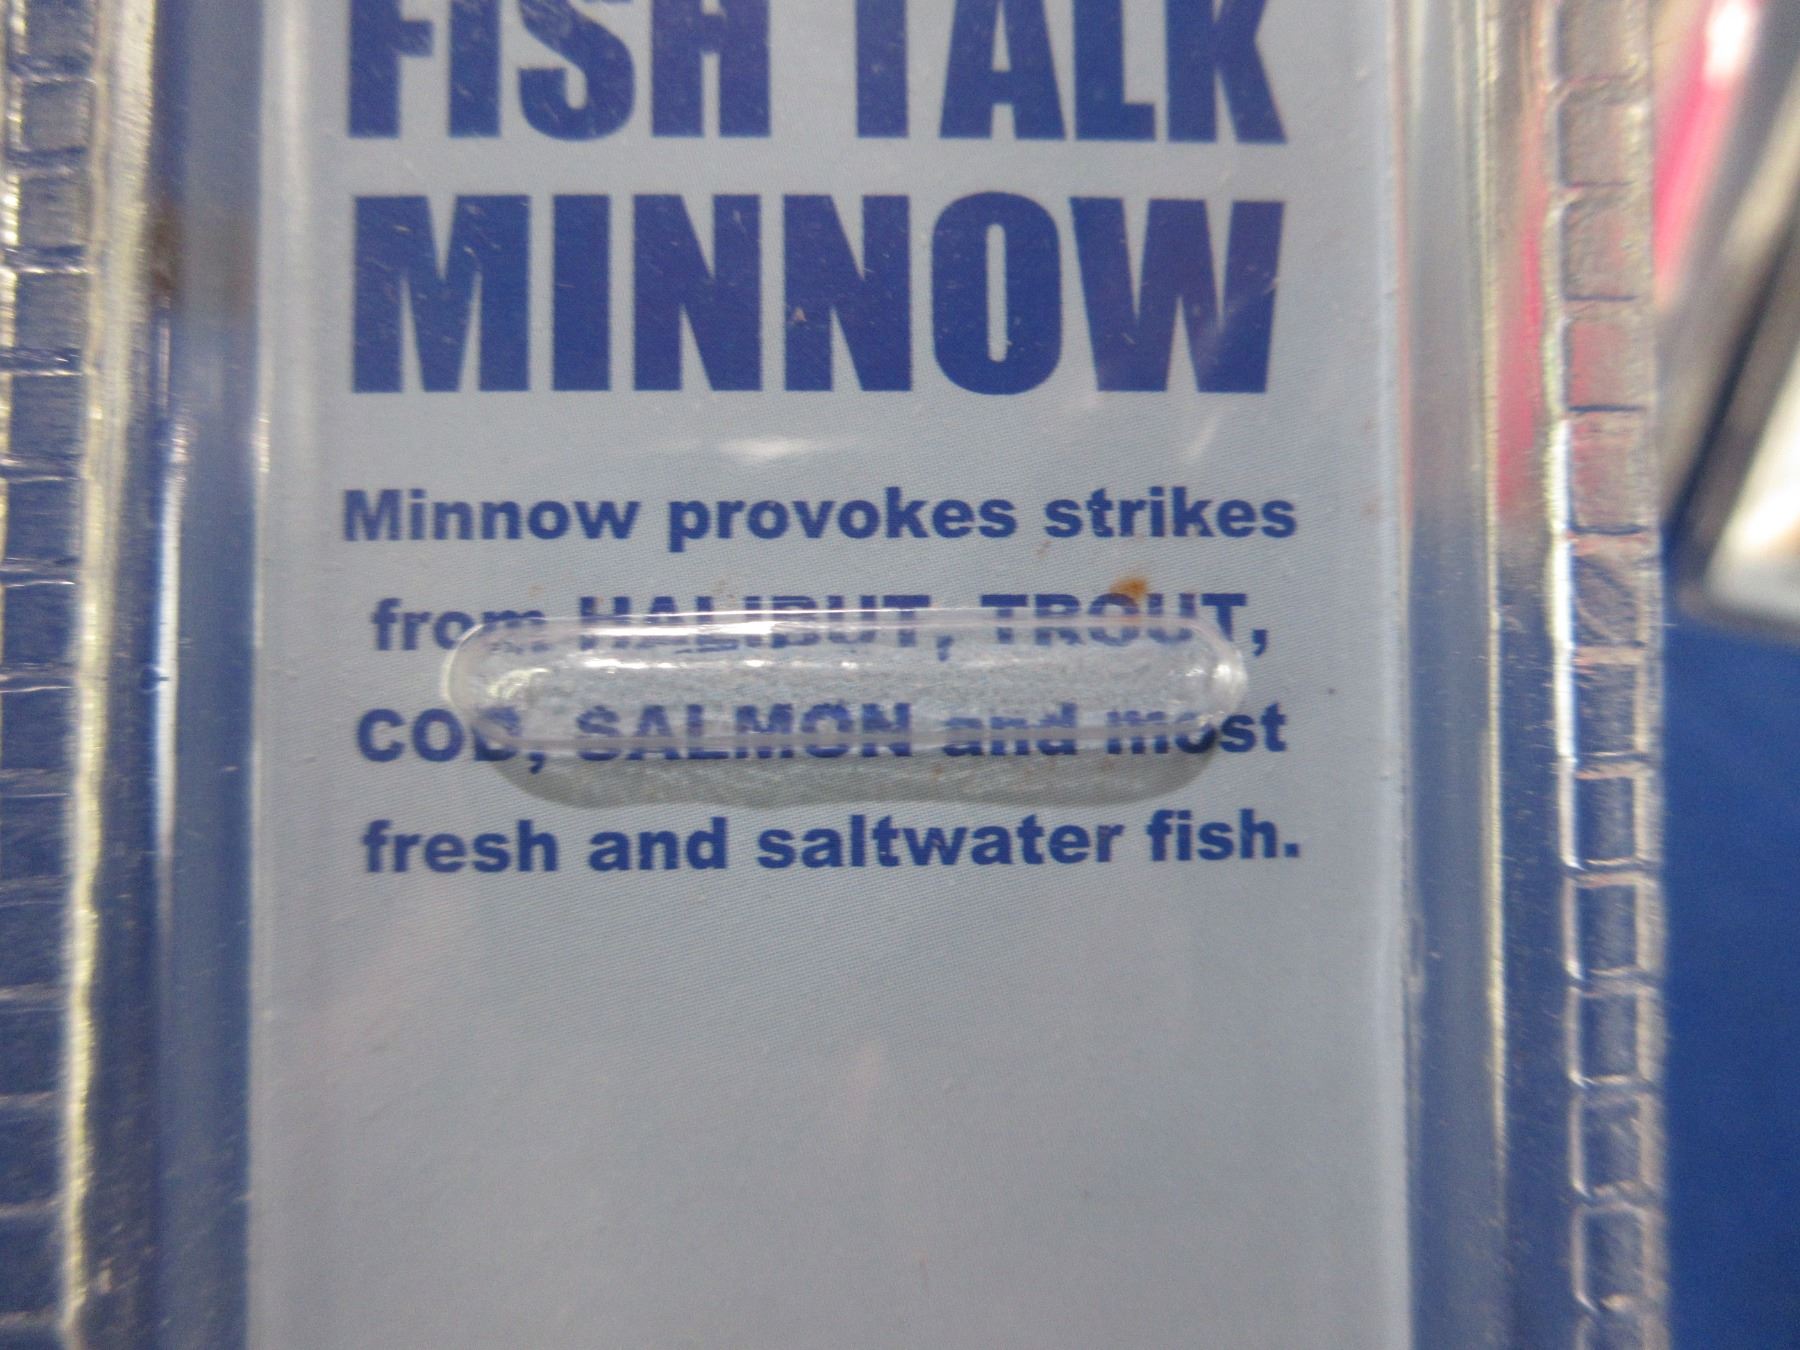 FISH TALK
MINNOW
Minnow provokes strikes
from HALIBUT, TROUT,
COD, SALMON and most
fresh and saltwater fish.